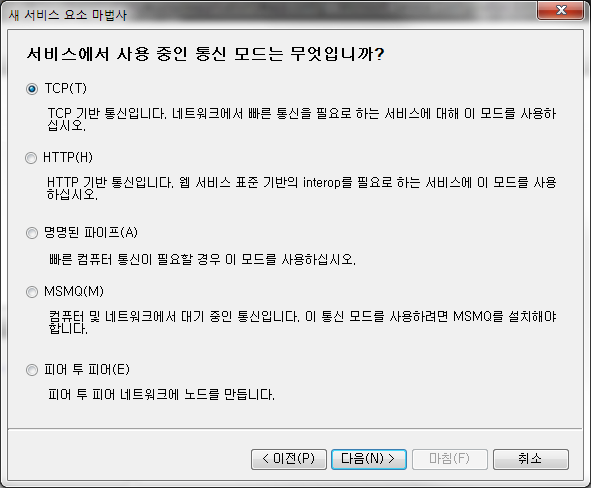 새 서비스 요소 마법사
서비스에서 사용 중인 통신 모드는 무엇입니까?
TCP(T)
TCP 기반 통신입니다. 네트워크에서 빠른 통신을 필요로 하는 서비스에 대해 이 모드를 사용하
십시오.
HTTP(H)
HTTP 기반 통신입니다. 웹 서비스 표준 기반의 interop를 필요로 하는 서비스에 이 모드를 사용
하십시오.
명명된 파이프(A)
빠른 컴퓨터 통신이 필요할 경우 이 모드를 사용하십시오.
MSMQ(M)
컴퓨터 및 네트워크에서 대기 중인 통신입니다. 이 통신 모드를 사용하려면 MSMQ를 설치해야
합니다.
피어 투 피어(E)
피어 투 피어 네트워크에 노드를 만듭니다.
< 이전(P) 다음(N) > 마침(F) 취소